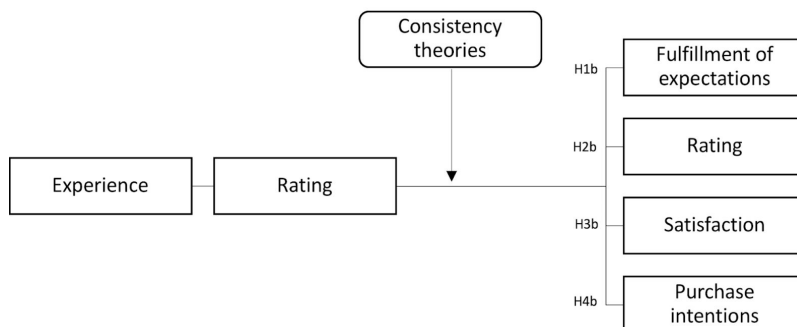 Consistency
theories
H1b
Fulfillment of
expectations
H2b
Rating
Experience
Rating
H3b
Satisfaction
H4b
Purchase
intentions